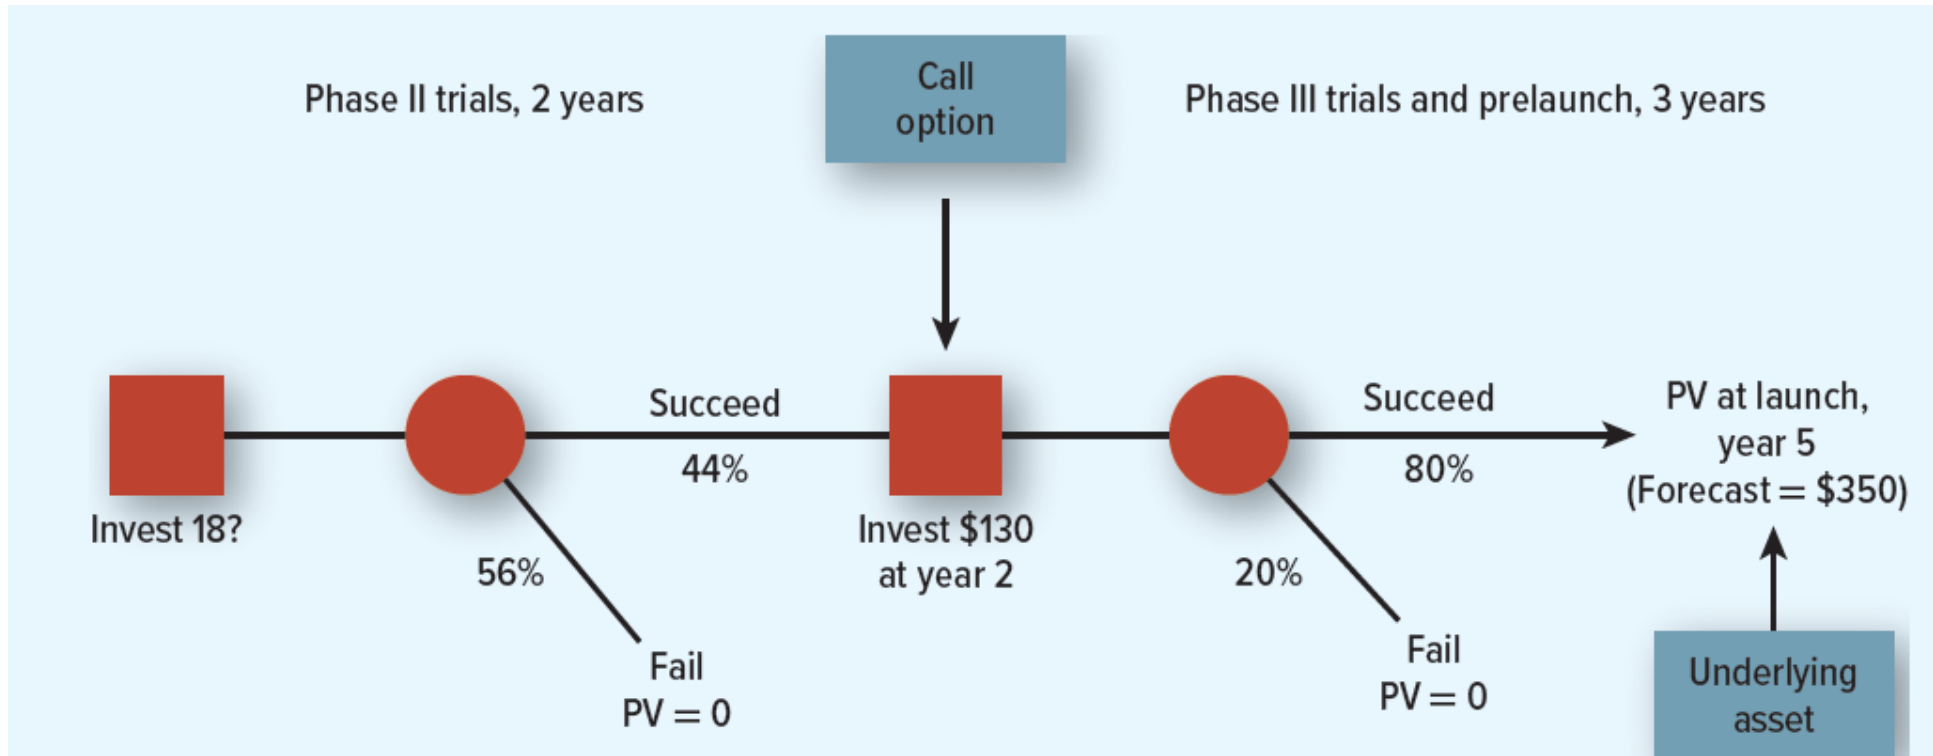 Phase II trials, 2 years
Call
option
Phase III trials and prelaunch, 3 years
Invest 18?
Succeed
44%
56%
Fail
PV = 0
Invest $130
at year 2
Succeed
80%
20%
Fail
PV = 0
PV at launch,
year 5
(Forecast = $350)
Underlying
asset